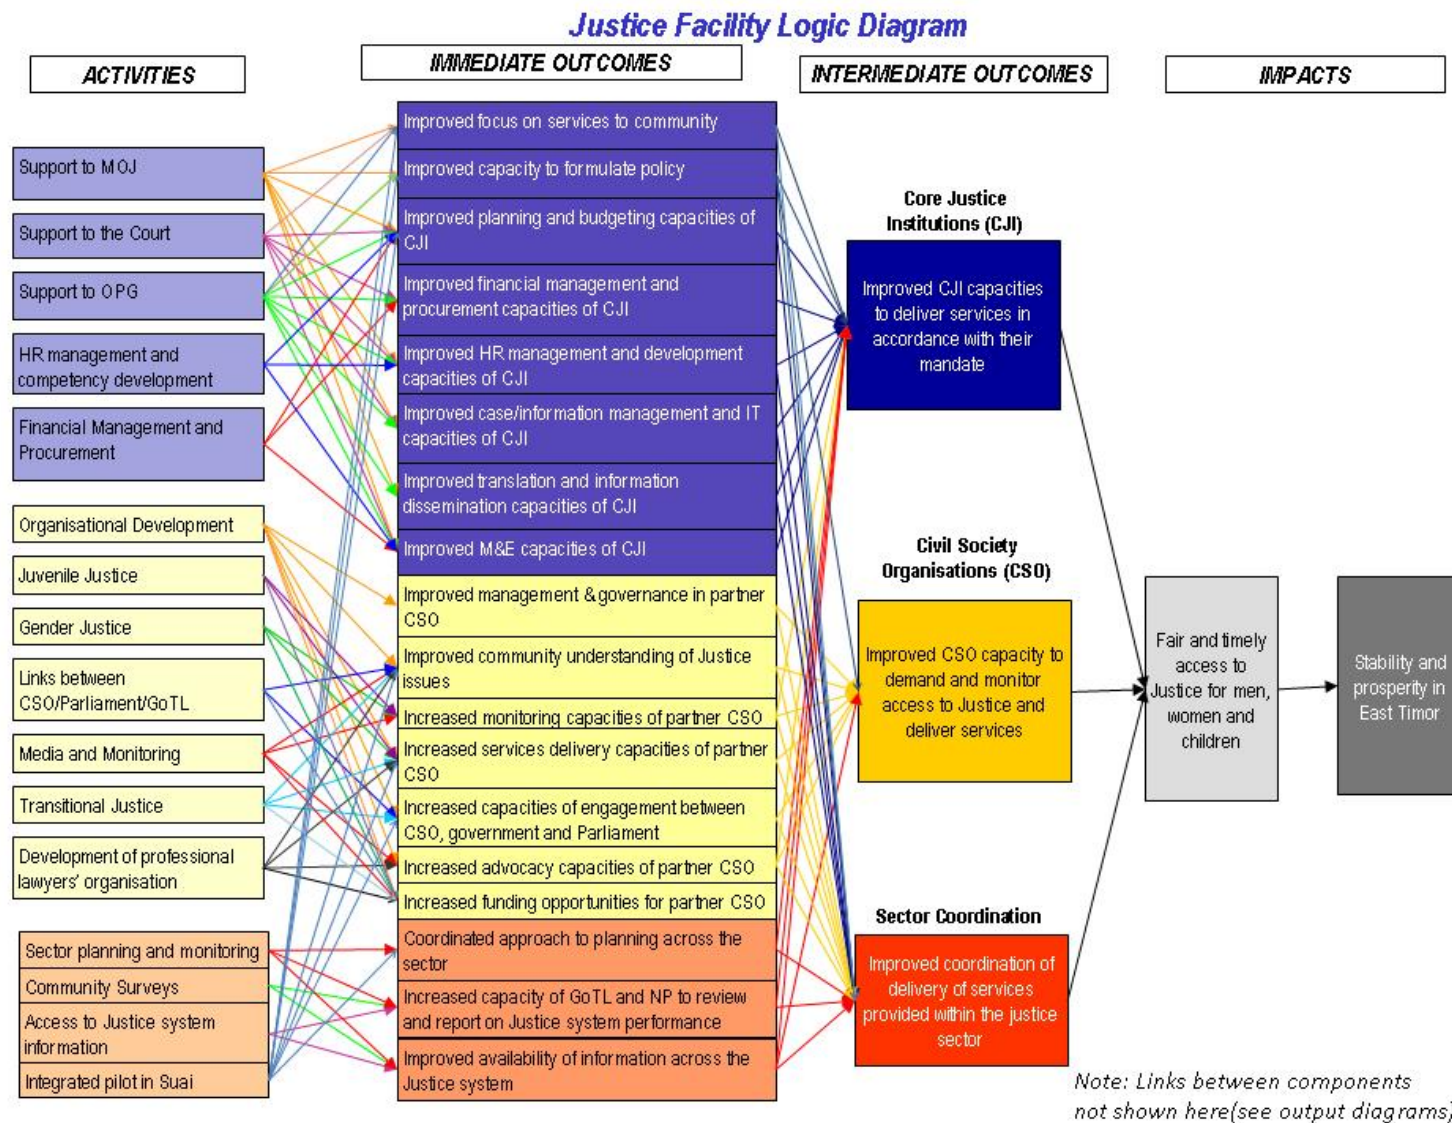 Justice Facility Logic Diagram
ACTIVITIES
IMMEDIATE OUTCOMES
INTERMEDIATE OUTCOMES
IMPACTS
Support to MOJ
Support to the Court
Support to OPG
HR management and
competency development
Financial Management and
Procurement
Organisational Development
Juvenile Justice
Gender Justice
Links between
CSO/Parliament/GoTL
Media and Monitoring
Transitional Justice
Development of professional
lawyers' organisation
Sector planning and monitoring
Community Surveys
Access to Justice system
information
Integrated pilot in Suai
Improved focus on services to community
Improved capacity to formulate policy
Improved planning and budgeting capacities of
CJI
Improved financial management and
procurement capacities of CJI
Improved HR management and development
capacities of CJI
Improved case/information management and IT
capacities of CJI
Improved translation and information
dissemination capacities of CJI
Improved M&E capacities of CJI
Improved management & governance in partner
CSO
Improved community understanding of Justice
issues
Increased monitoring capacities of partner CSO
Increased services delivery capacities of partner
CSO
Increased capacities of engagement between
CSO, government and Parliament
Increased advocacy capacities of partner CSO
Increased funding opportunities for partner CSO
Coordinated approach to planning across the
sector
Increased capacity of GoTL and NP to review
and report on Justice system performance
Improved availability of information across the
Justice system
Core Justice
Institutions (CJI)
Improved CJI capacities
to deliver services in
accordance with their
mandate
Civil Society
Organisations (CSO)
Improved CSO capacity to
demand and monitor
access to Justice and
deliver services
Sector Coordination
Improved coordination of
delivery of services
provided within the justice
sector
Fair and timely
access to
Justice for men,
women and
children
Stability and
prosperity in
East Timor
Note: Links between components
not shown here(see output diagrams)